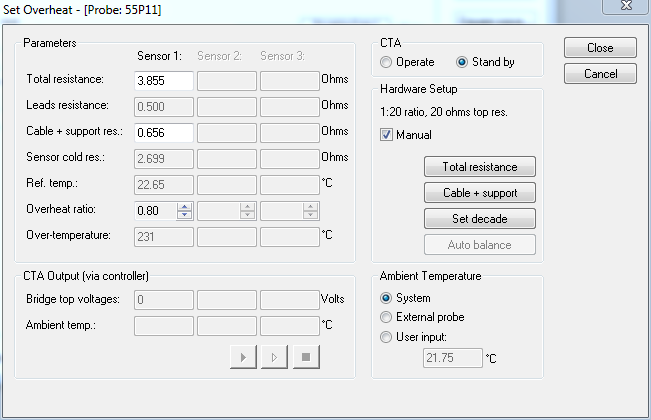 Set Overheat - [Probe: 55P11]
Parameters
Sensor 1: Sensor 2: Sensor 3:
Total resistance: 3.855 Ohms
Leads resistance: 0.500 Ohms
Cable + support res.: 0.656 Ohms
Sensor cold res.: 2.699 Ohms
Ref. temp.: 22.65 °C
Overheat ratio: 0.80
Over-temperature: 231 °C
CTA Output (via controller)
Bridge top voltages: 0 Volts
Ambient temp.: °C
CTA
Operate Stand by
Hardware Setup
1:20 ratio, 20 ohms top res.
Manual
Total resistance
Cable + support
Set decade
Auto balance
Ambient Temperature
System
External probe
User input:
21.75 °C
Close
Cancel